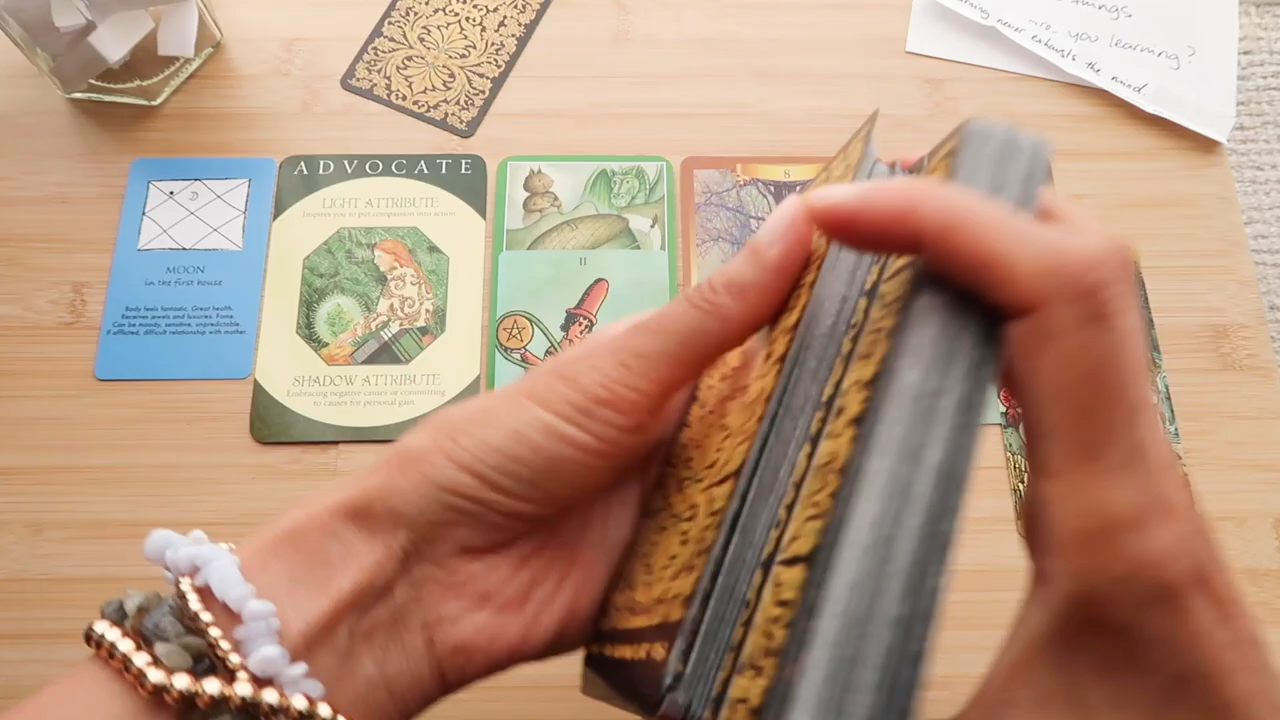 things
you learning?
learning never exhausts the mind.
8
ADVOCATE
LIGHT ATTRIBUTE
Inspires you to put compassion into action.
SHADOW ATTRIBUTE
Embracing negative causes or committing
to causes for personal gain.
MOON
in the first house
Body feels fantastic. Great health.
Receives jewels and luxuries. Fame.
Can be moody, sensitive, unpredictable.
If afflicted, difficult relationship with mother.
II